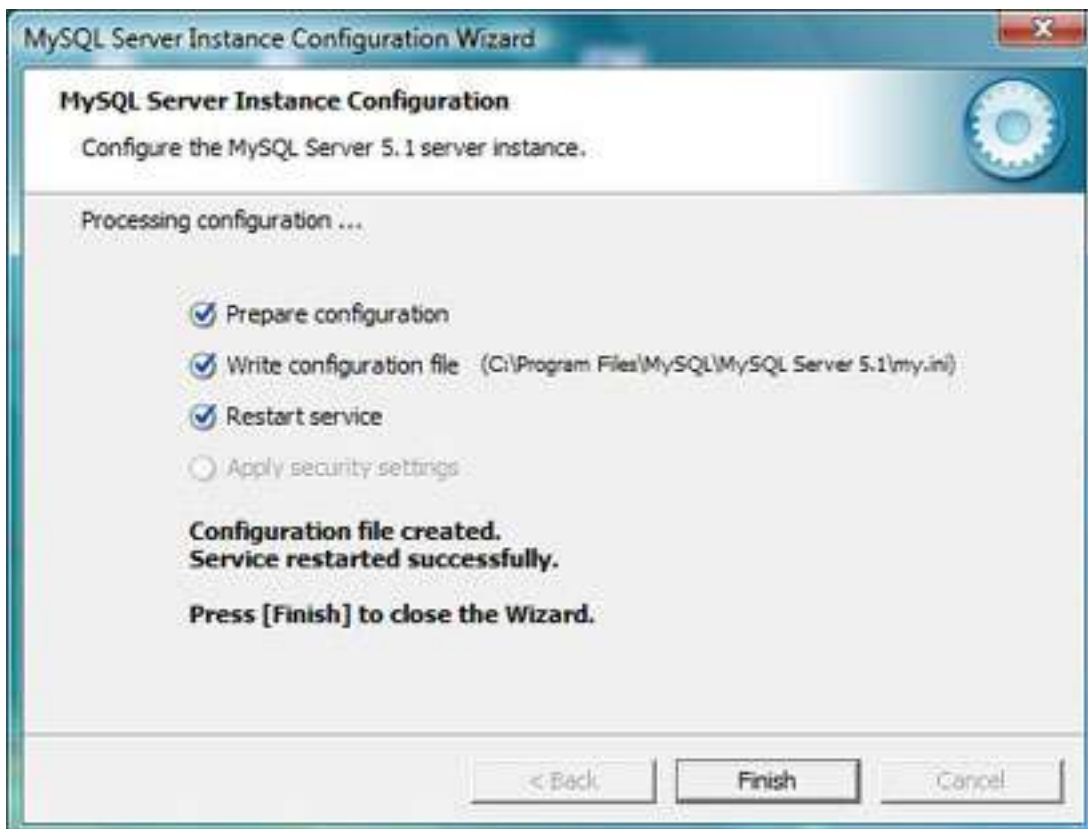 MySQL Server Instance Configuration Wizard
MySQL Server Instance Configuration
Configure the MySQL Server 5.1 server instance.
Processing configuration ...
Prepare configuration
Write configuration file (C:\Program Files\MySQL\MySQL Server 5.1\my.ini)
Restart service
Apply security settings
Configuration file created.
Service restarted successfully.
Press [Finish] to close the Wizard.
< Back Finish Cancel